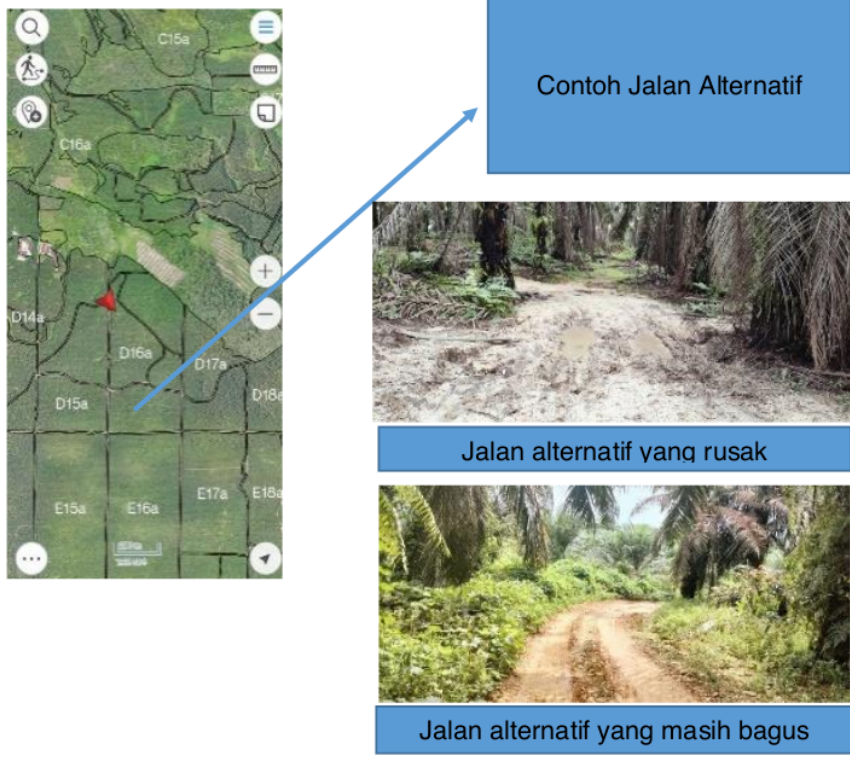 C15a
Contoh Jalan Alternatif
C16a
D14a
D16a
D17a
D15a
D18a
Jalan alternatif yang rusak
E15a
E16a
E17a
E18a
Jalan alternatif yang masih bagus